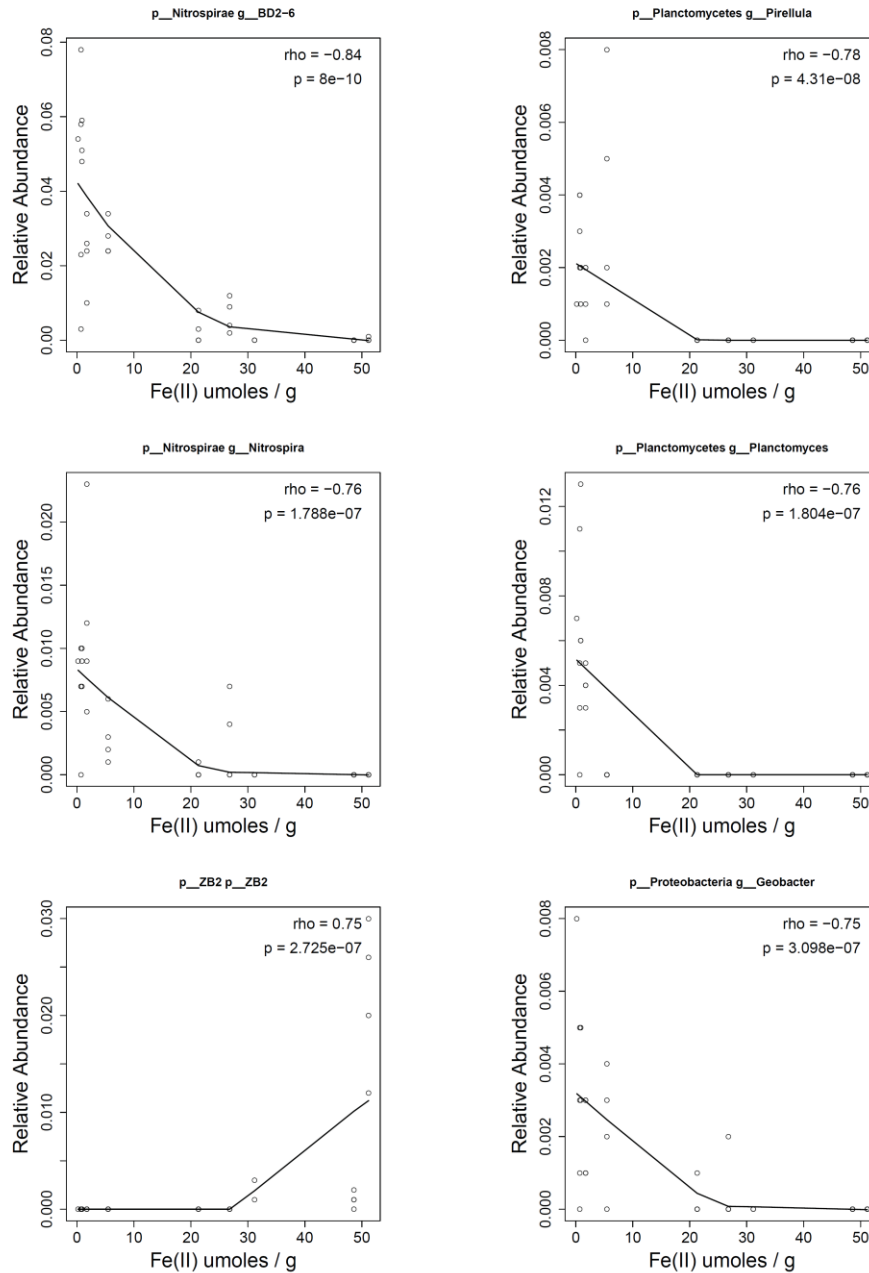 p__Nitrospirae g__BD2−6
rho = −0.84
p = 8e−10
0.08
0.06
0.04
0.02
0.00
Relative Abundance
0 10 20 30 40 50
Fe(II) umoles / g
p__Planctomycetes g__Pirellula
rho = −0.78
p = 4.31e−08
0.008
0.006
0.004
0.002
0.000
Relative Abundance
0 10 20 30 40 50
Fe(II) umoles / g
p__Nitrospirae g__Nitrospira
rho = −0.76
p = 1.788e−07
0.020
0.015
0.010
0.005
0.000
Relative Abundance
0 10 20 30 40 50
Fe(II) umoles / g
p__Planctomycetes g__Planctomyces
rho = −0.76
p = 1.804e−07
0.012
0.008
0.004
0.000
Relative Abundance
0 10 20 30 40 50
Fe(II) umoles / g
p__ZB2 p__ZB2
rho = 0.75
p = 2.725e−07
0.030
0.020
0.010
0.000
Relative Abundance
0 10 20 30 40 50
Fe(II) umoles / g
p__Proteobacteria g__Geobacter
rho = −0.75
p = 3.098e−07
0.008
0.006
0.004
0.002
0.000
Relative Abundance
0 10 20 30 40 50
Fe(II) umoles / g